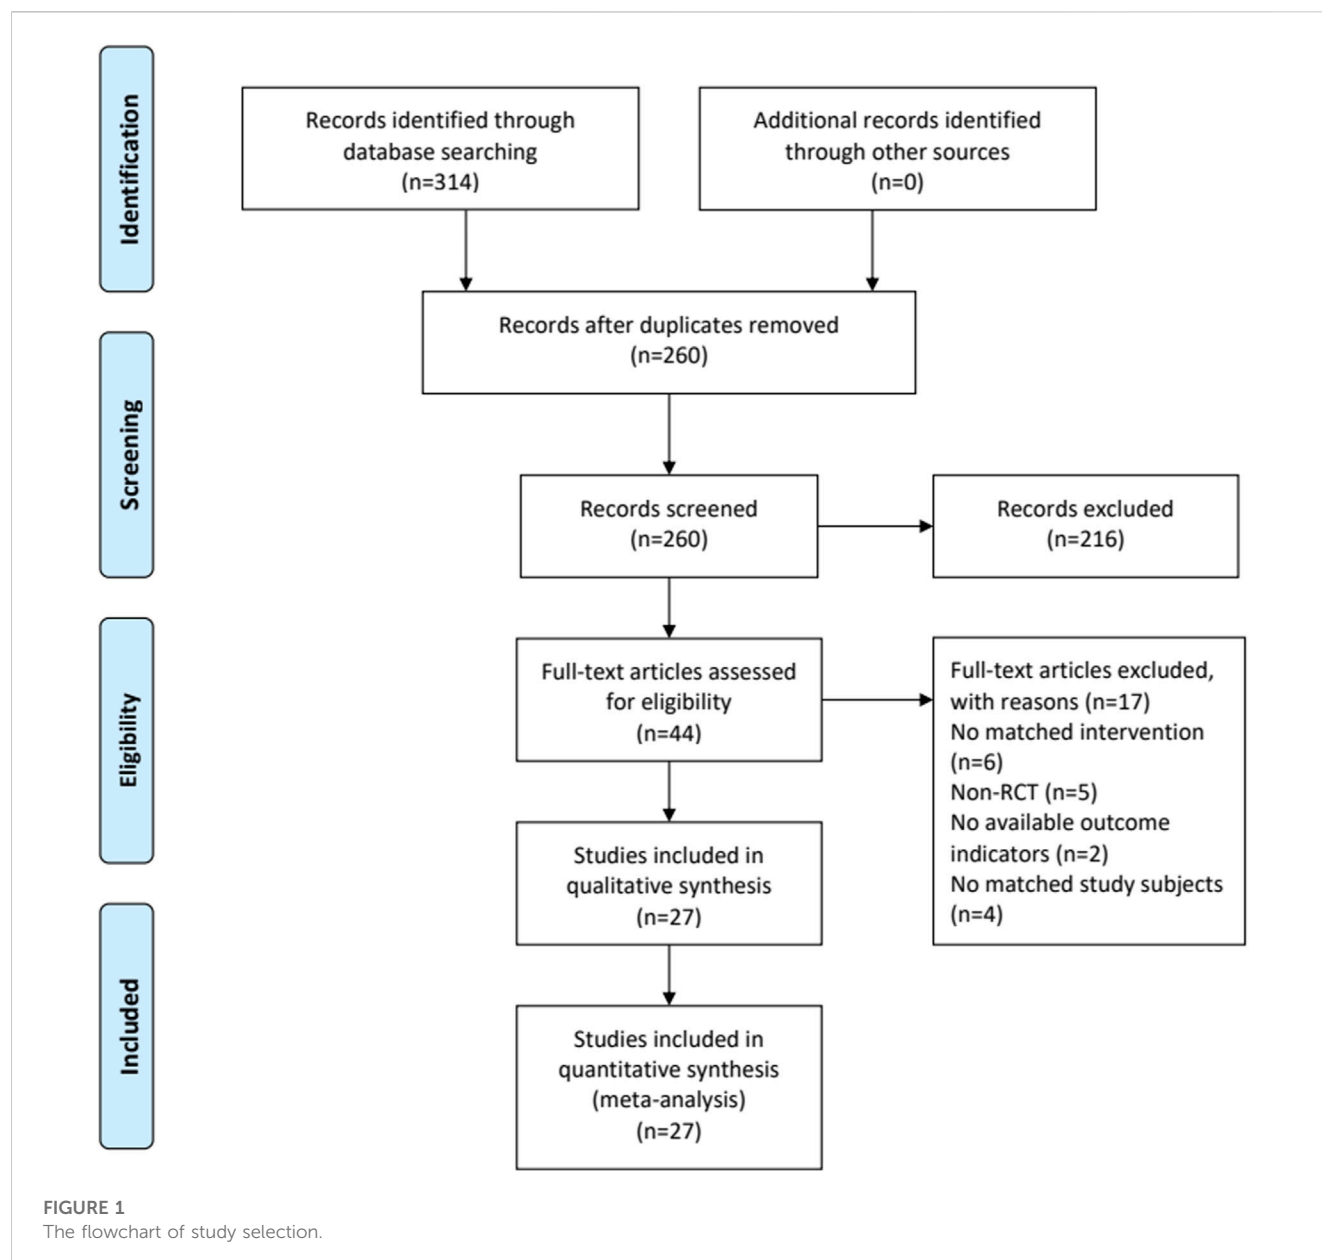 Identification
Records identified through
database searching
(n=314)
Additional records identified
through other sources
(n=0)
Records after duplicates removed
(n=260)
Screening
Records screened
(n=260)
Records excluded
(n=216)
Eligibility
Full-text articles assessed
for eligibility
(n=44)
Full-text articles excluded,
with reasons (n=17)
No matched intervention
(n=6)
Non-RCT (n=5)
No available outcome
indicators (n=2)
No matched study subjects
(n=4)
Studies included in
qualitative synthesis
(n=27)
Included
Studies included in
quantitative synthesis
(meta-analysis)
(n=27)
FIGURE 1
The flowchart of study selection.